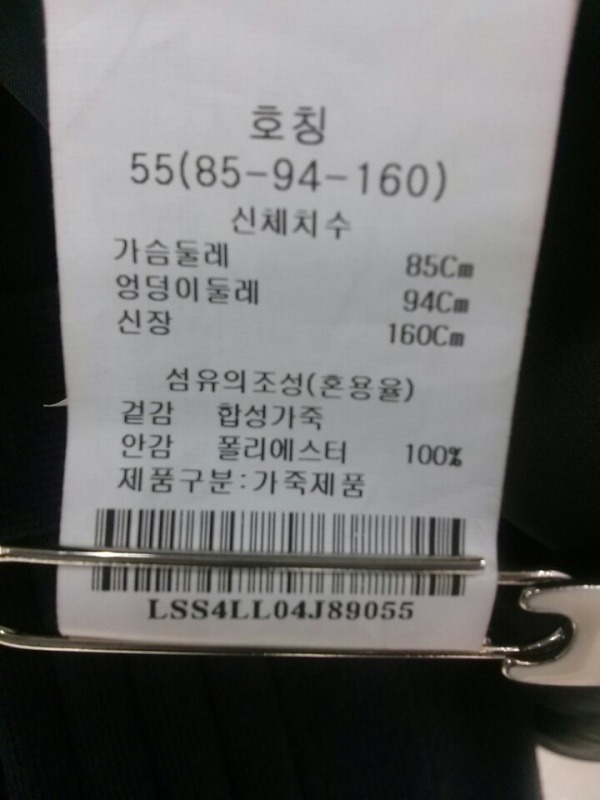 호칭
55(85-94-160)
신체치수
가슴둘레 85Cm
엉덩이둘레 94Cm
신장 160Cm
섬유의조성(혼용율)
겉감 합성가죽
안감 폴리에스터 100%
제품구분:가죽제품
LSS4LL04J89055